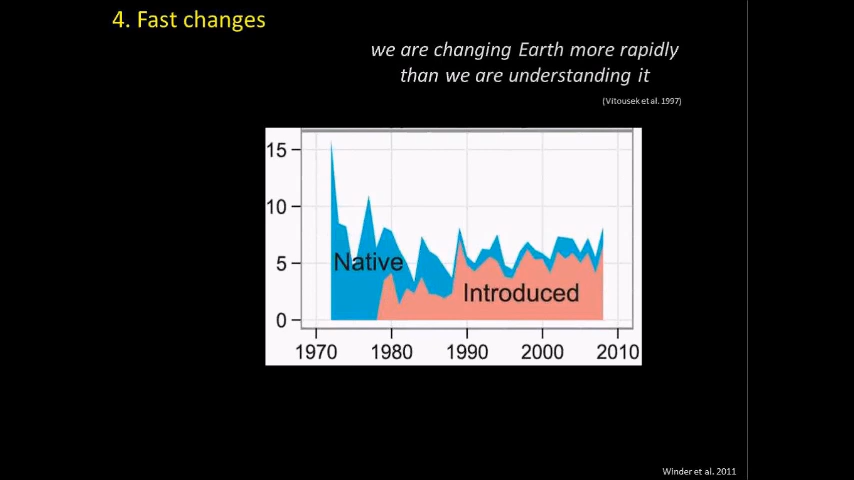 4. Fast changes
we are changing Earth more rapidly
than we are understanding it
(Vitousek et al. 1997)
15
10
5
0
Native
Introduced
1970 1980 1990 2000 2010
Winder et al. 2011